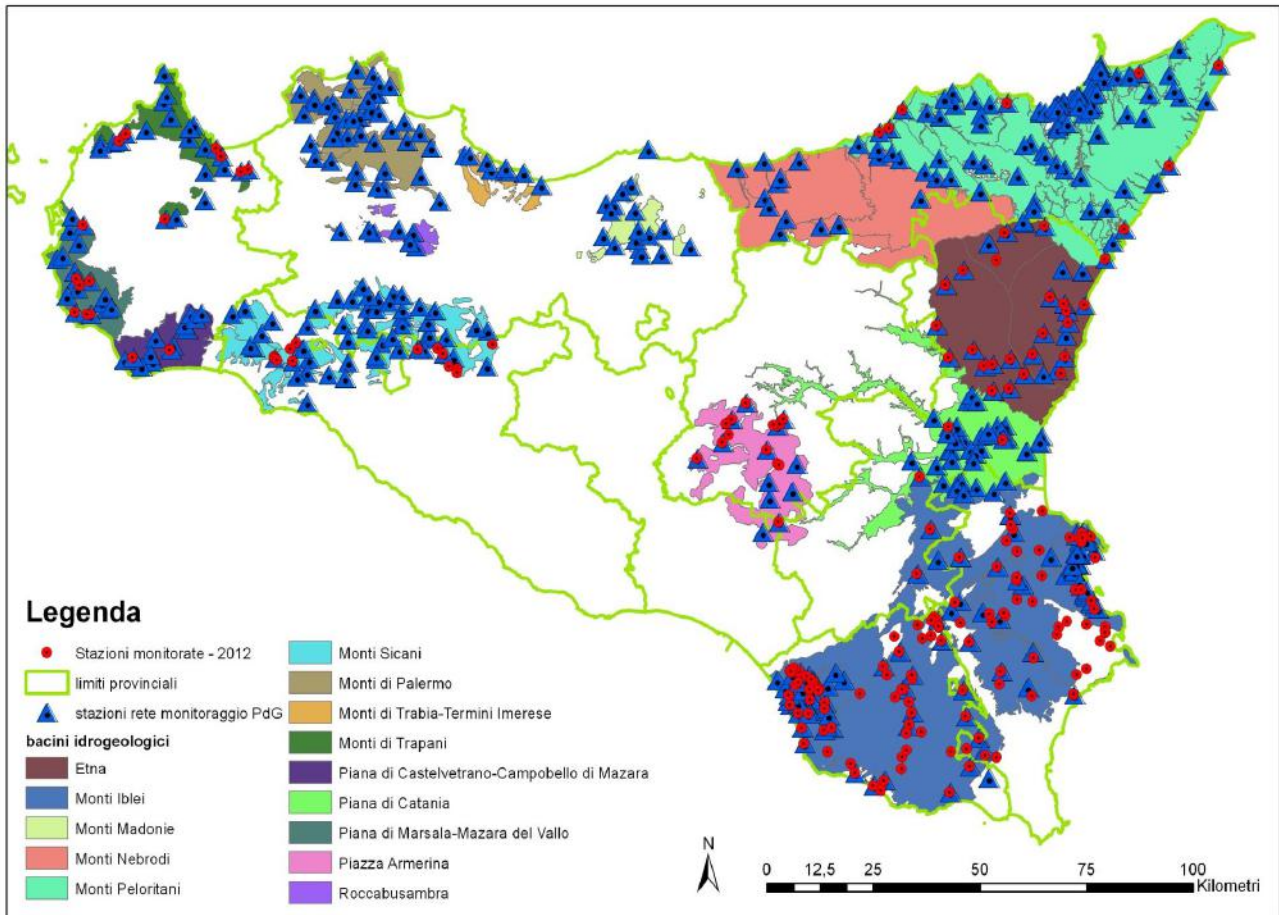 Legenda
Stazioni monitorate - 2012
limiti provinciali
stazioni rete monitoraggio PdG
bacini idrogeologici
Etna
Monti Iblei
Monti Madonie
Monti Nebrodi
Monti Peloritani
Monti Sicani
Monti di Palermo
Monti di Trabia-Termini Imerese
Monti di Trapani
Piana di Castelvetrano-Campobello di Mazara
Piana di Catania
Piana di Marsala-Mazara del Vallo
Piazza Armerina
Roccabusambra
N
0 12,5 25 50 75 100
Kilometri